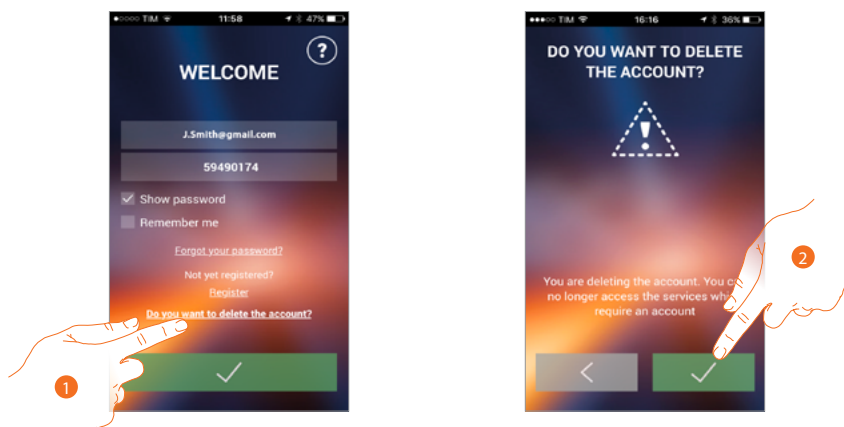 TIM 11:58 47%
?
WELCOME
J.Smith@gmail.com
59490174
Show password
Remember me
Forgot your password?
Not yet registered?
Register
Do you want to delete the account?
1
TIM 16:16 36%
DO YOU WANT TO DELETE
THE ACCOUNT?
!
You are deleting the account. You
no longer access the services
require an account
2